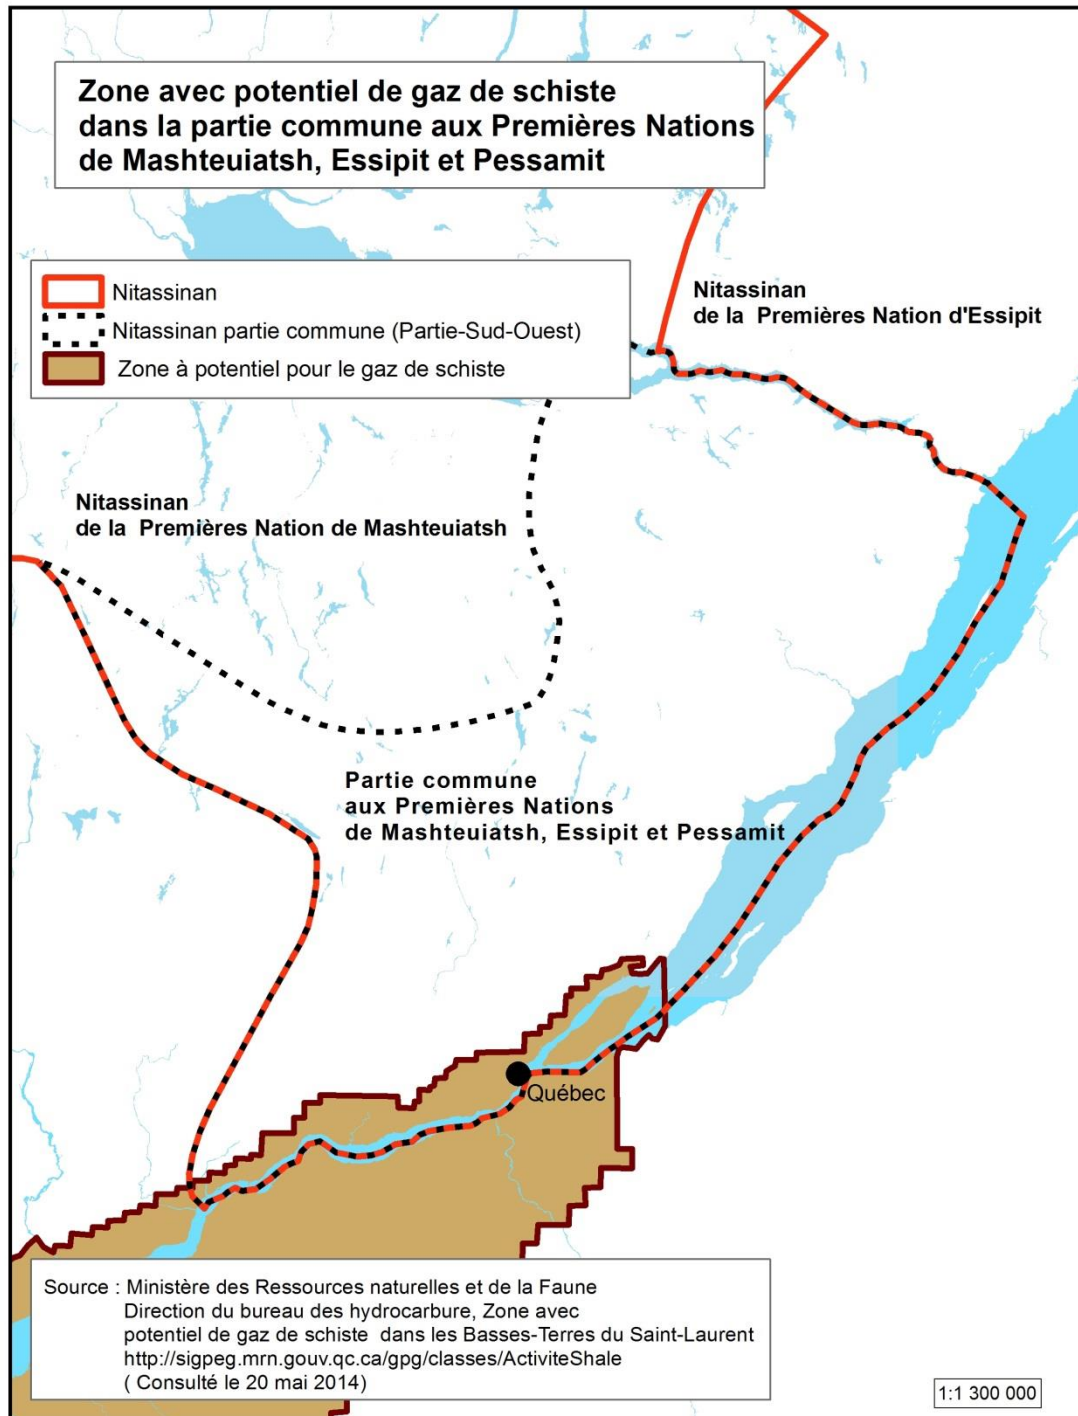 Zone avec potentiel de gaz de schiste
dans la partie commune aux Premières Nations
de Mashteuiatsh, Essipit et Pessamit
Nitassinan
Nitassinan partie commune (Partie-Sud-Ouest)
Zone à potentiel pour le gaz de schiste
Nitassinan
de la Premières Nation d'Essipit
Nitassinan
de la Premières Nation de Mashteuiatsh
Partie commune
aux Premières Nations
de Mashteuiatsh, Essipit et Pessamit
Québec
Source : Ministère des Ressources naturelles et de la Faune
Direction du bureau des hydrocarbure, Zone avec
potentiel de gaz de schiste dans les Basses-Terres du Saint-Laurent
http://sigpeg.mrn.gouv.qc.ca/gpg/classes/ActiviteShale
( Consulté le 20 mai 2014)
1:1 300 000